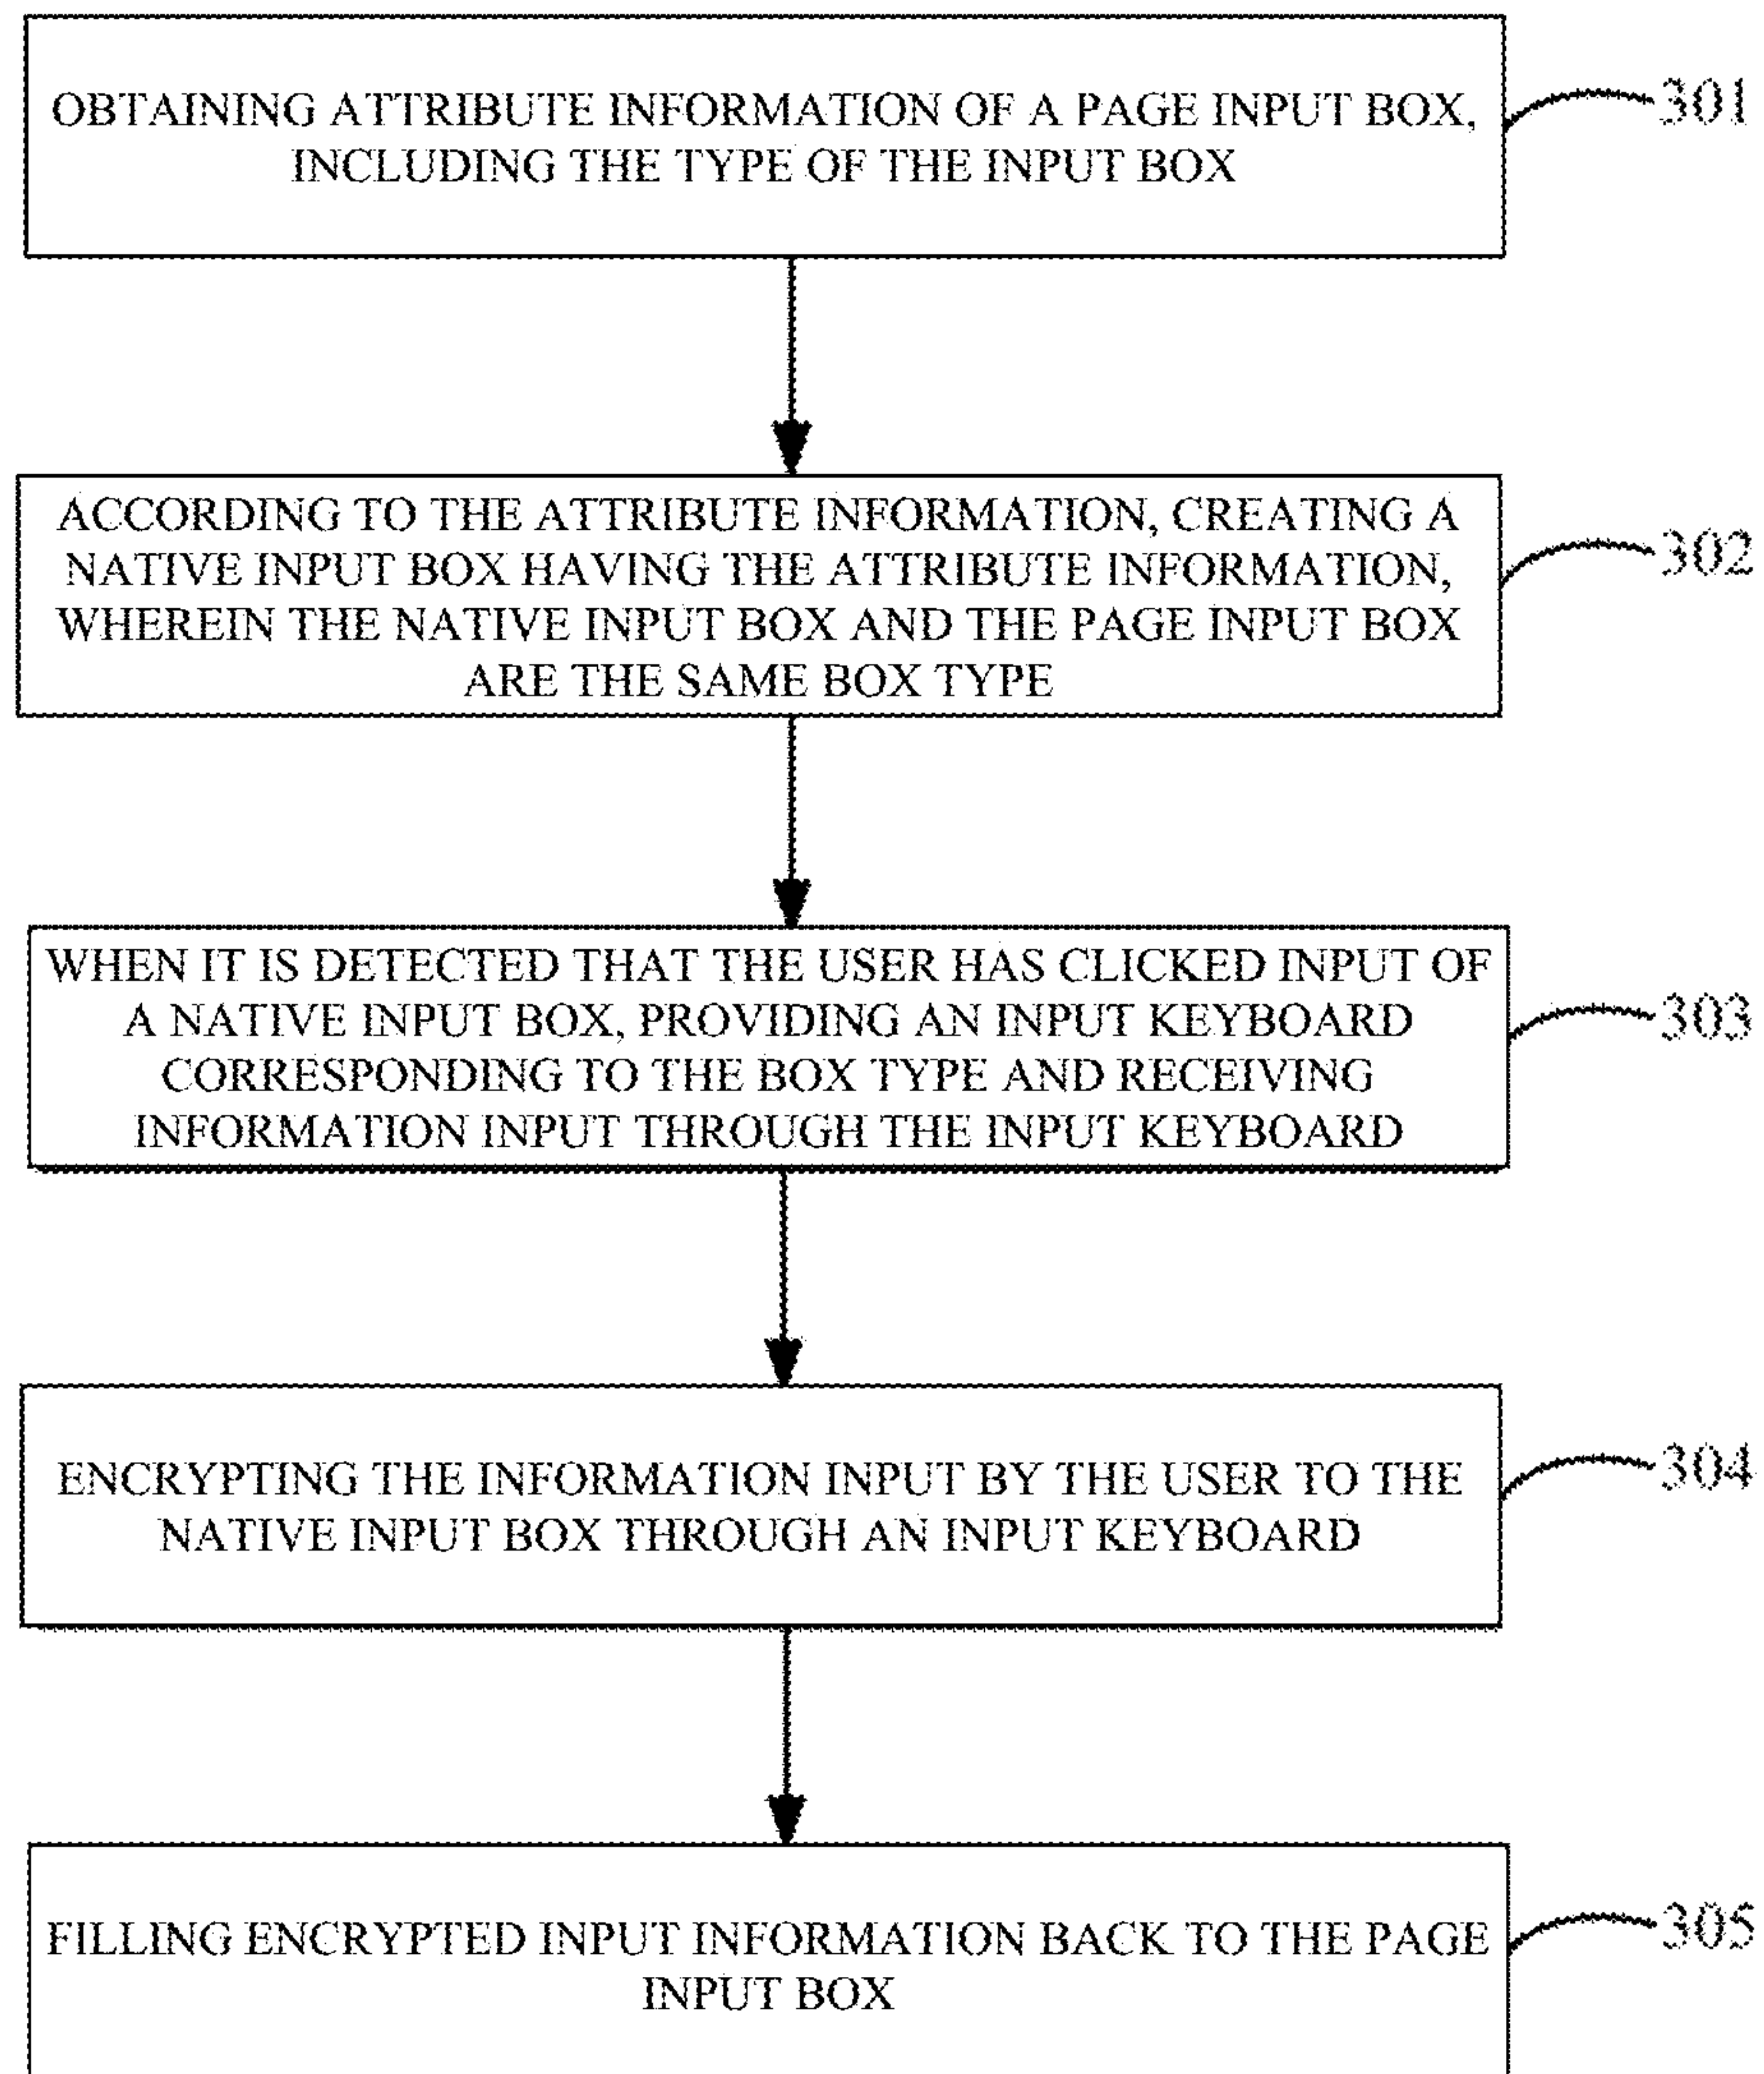 OBTAINING ATTRIBUTE INFORMATION OF A PAGE INPUT BOX,
INCLUDING THE TYPE OF THE INPUT BOX
301
ACCORDING TO THE ATTRIBUTE INFORMATION, CREATING A
NATIVE INPUT BOX HAVING THE ATTRIBUTE INFORMATION,
WHEREIN THE NATIVE INPUT BOX AND THE PAGE INPUT BOX
ARE THE SAME BOX TYPE
302
WHEN IT IS DETECTED THAT THE USER HAS CLICKED INPUT OF
A NATIVE INPUT BOX, PROVIDING AN INPUT KEYBOARD
CORRESPONDING TO THE BOX TYPE AND RECEIVING
INFORMATION INPUT THROUGH THE INPUT KEYBOARD
303
ENCRYPTING THE INFORMATION INPUT BY THE USER TO THE
NATIVE INPUT BOX THROUGH AN INPUT KEYBOARD
304
FILLING ENCRYPTED INPUT INFORMATION BACK TO THE PAGE
INPUT BOX
305